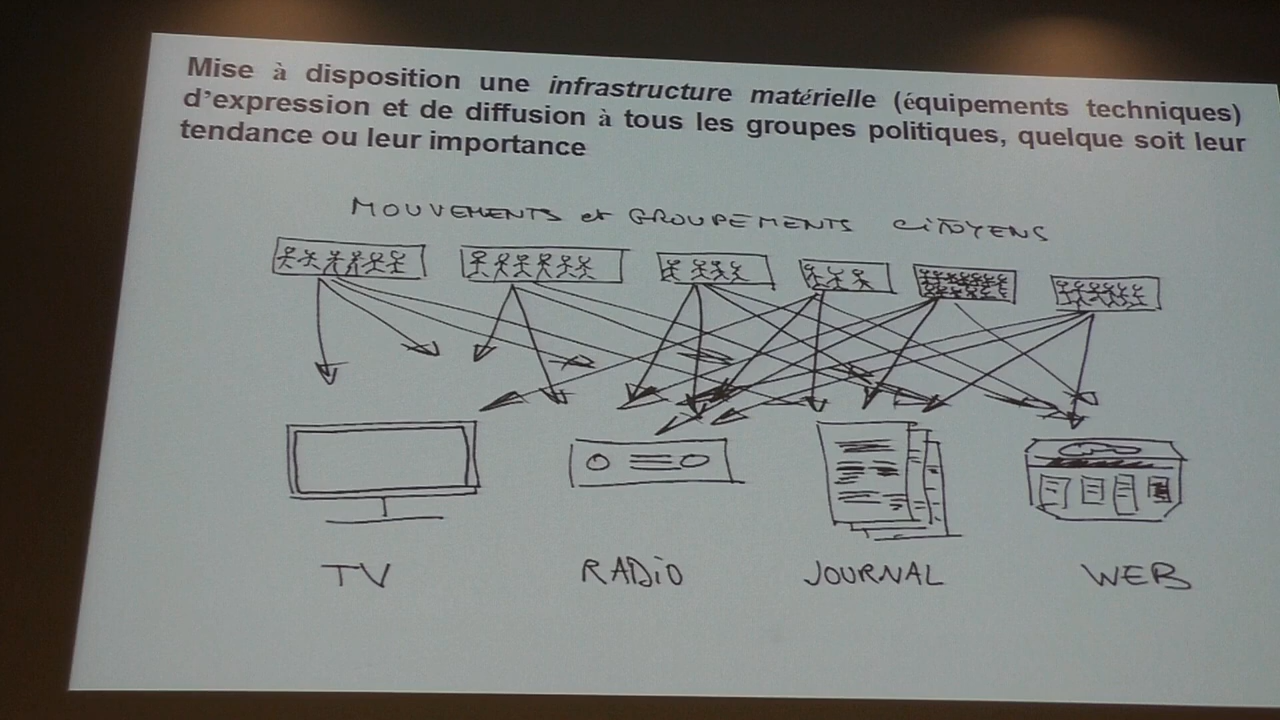 Mise à disposition une infrastructure matérielle (équipements techniques)
d'expression et de diffusion à tous les groupes politiques, quelque soit leur
tendance ou leur importance
MOUVEMENTS et GROUPEMENTS CITOYENS
TV RADIO JOURNAL WEB